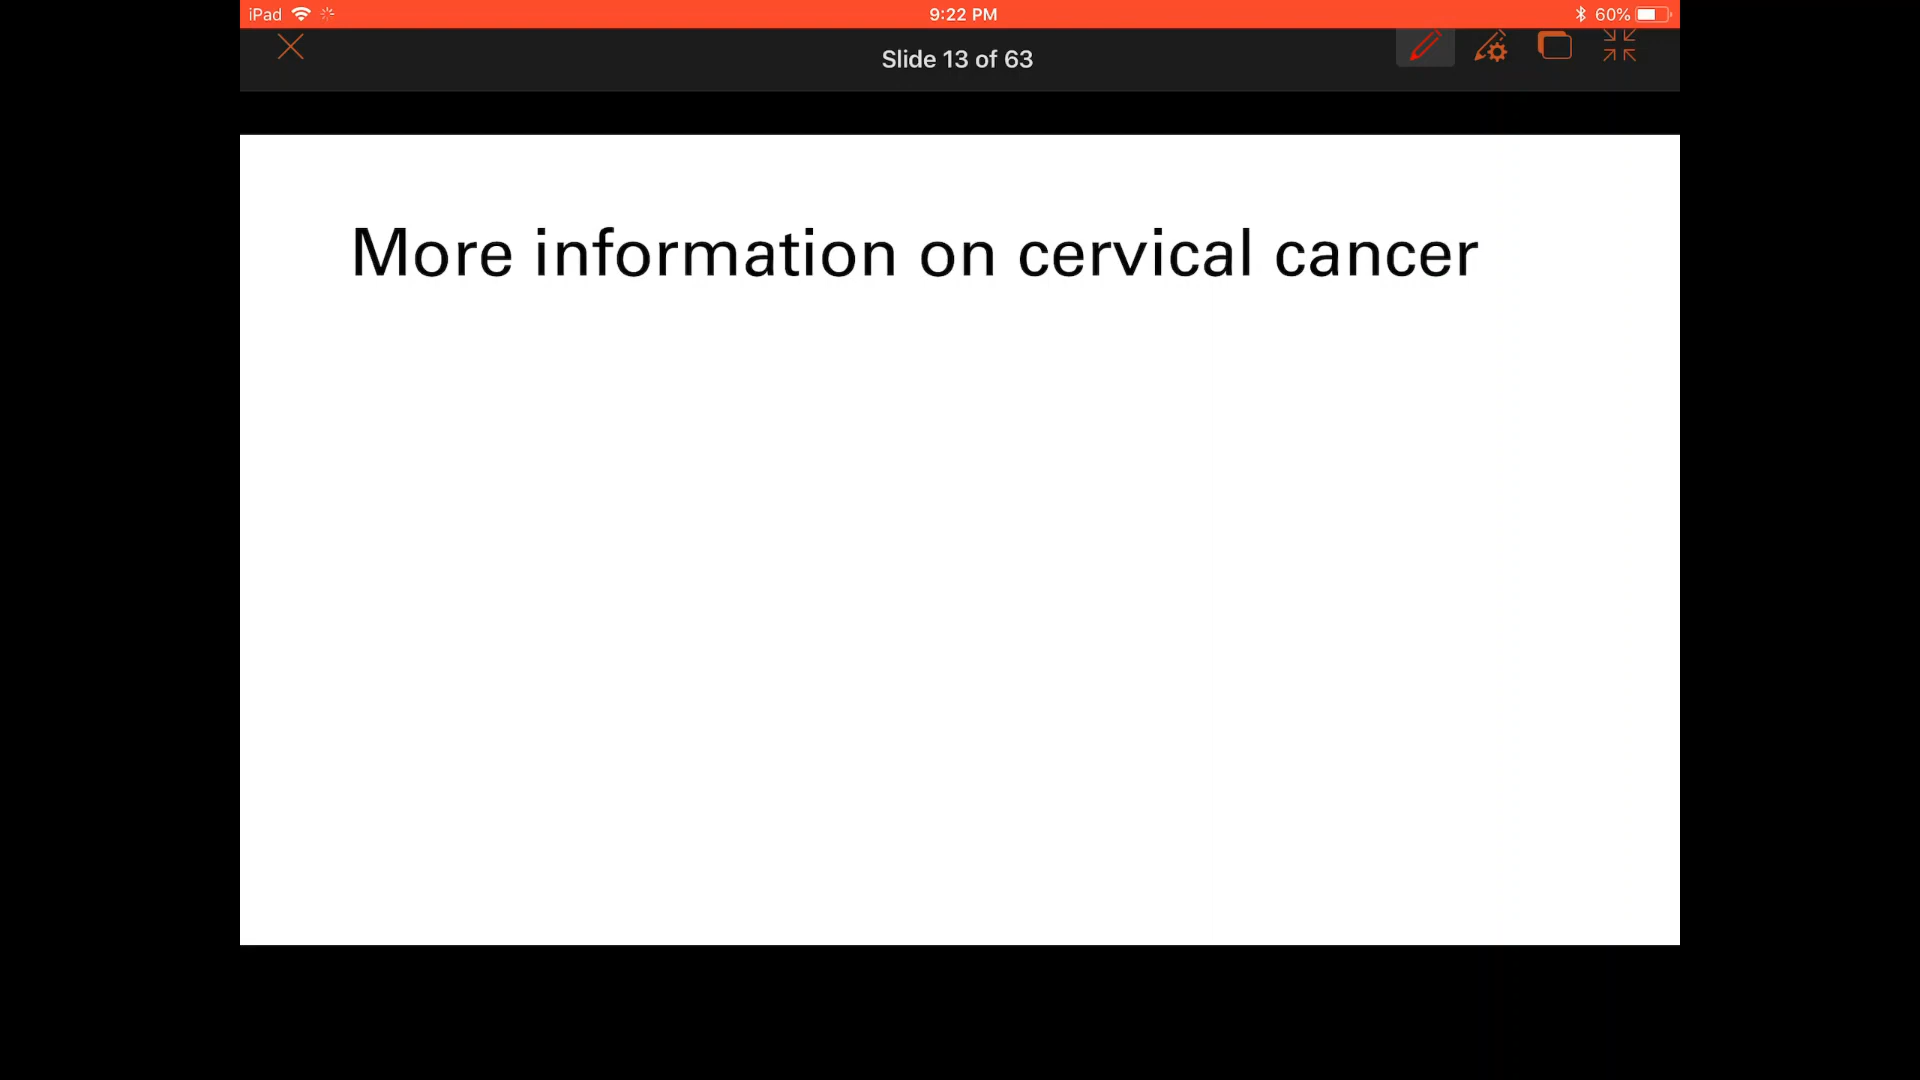 iPad 9:22 PM 60%
Slide 13 of 63
More information on cervical cancer